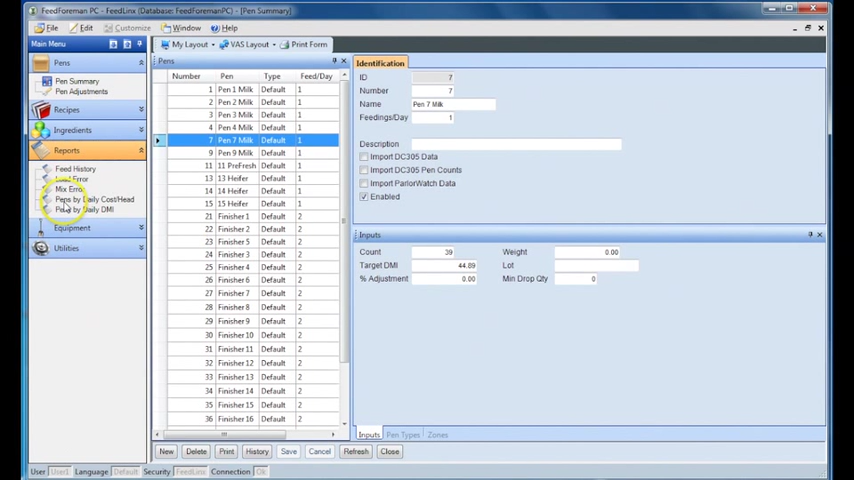 FeedForeman PC - FeedLinx (Database: FeedForemanPC) - [Pen Summary]
File Edit Customize Window Help
Main Menu
My Layout VAS Layout Print Form
Pens
Pen Summary
Pen Adjustments
Recipes
Ingredients
Reports
Feed History
Load Error
Mix Error
Pens by Daily Cost/Head
Pens by Daily DMI
Equipment
Utilities
Pens
Number Pen Type Feed/Day
1 Pen 1 Milk Default 1
2 Pen 2 Milk Default 1
3 Pen 3 Milk Default 1
4 Pen 4 Milk Default 1
7 Pen 7 Milk Default 1
9 Pen 9 Milk Default 1
11 11 PreFresh Default 1
13 13 Heifer Default 1
14 14 Heifer Default 1
15 15 Heifer Default 1
21 Finisher 1 Default 2
22 Finisher 2 Default 2
23 Finisher 5 Default 2
24 Finisher 3 Default 2
25 Finisher 4 Default 2
26 Finisher 6 Default 2
27 Finisher 7 Default 2
28 Finisher 8 Default 2
29 Finisher 9 Default 2
30 Finisher 10 Default 2
31 Finisher 11 Default 2
32 Finisher 12 Default 2
33 Finisher 13 Default 2
34 Finisher 14 Default 2
35 Finisher 15 Default 2
36 Finisher 16 Default 2
Identification
ID 7
Number 7
Name Pen 7 Milk
Feedings/Day 1
Description
Import DC305 Data
Import DC305 Pen Counts
Import ParlorWatch Data
Enabled
Inputs
Count 39 Weight 0.00
Target DMI 44.89 Lot
% Adjustment 0.00 Min Drop Qty 0
Inputs Pen Types Zones
New Delete Print History Save Cancel Refresh Close
User User1 Language Default Security FeedLinx Connection Ok